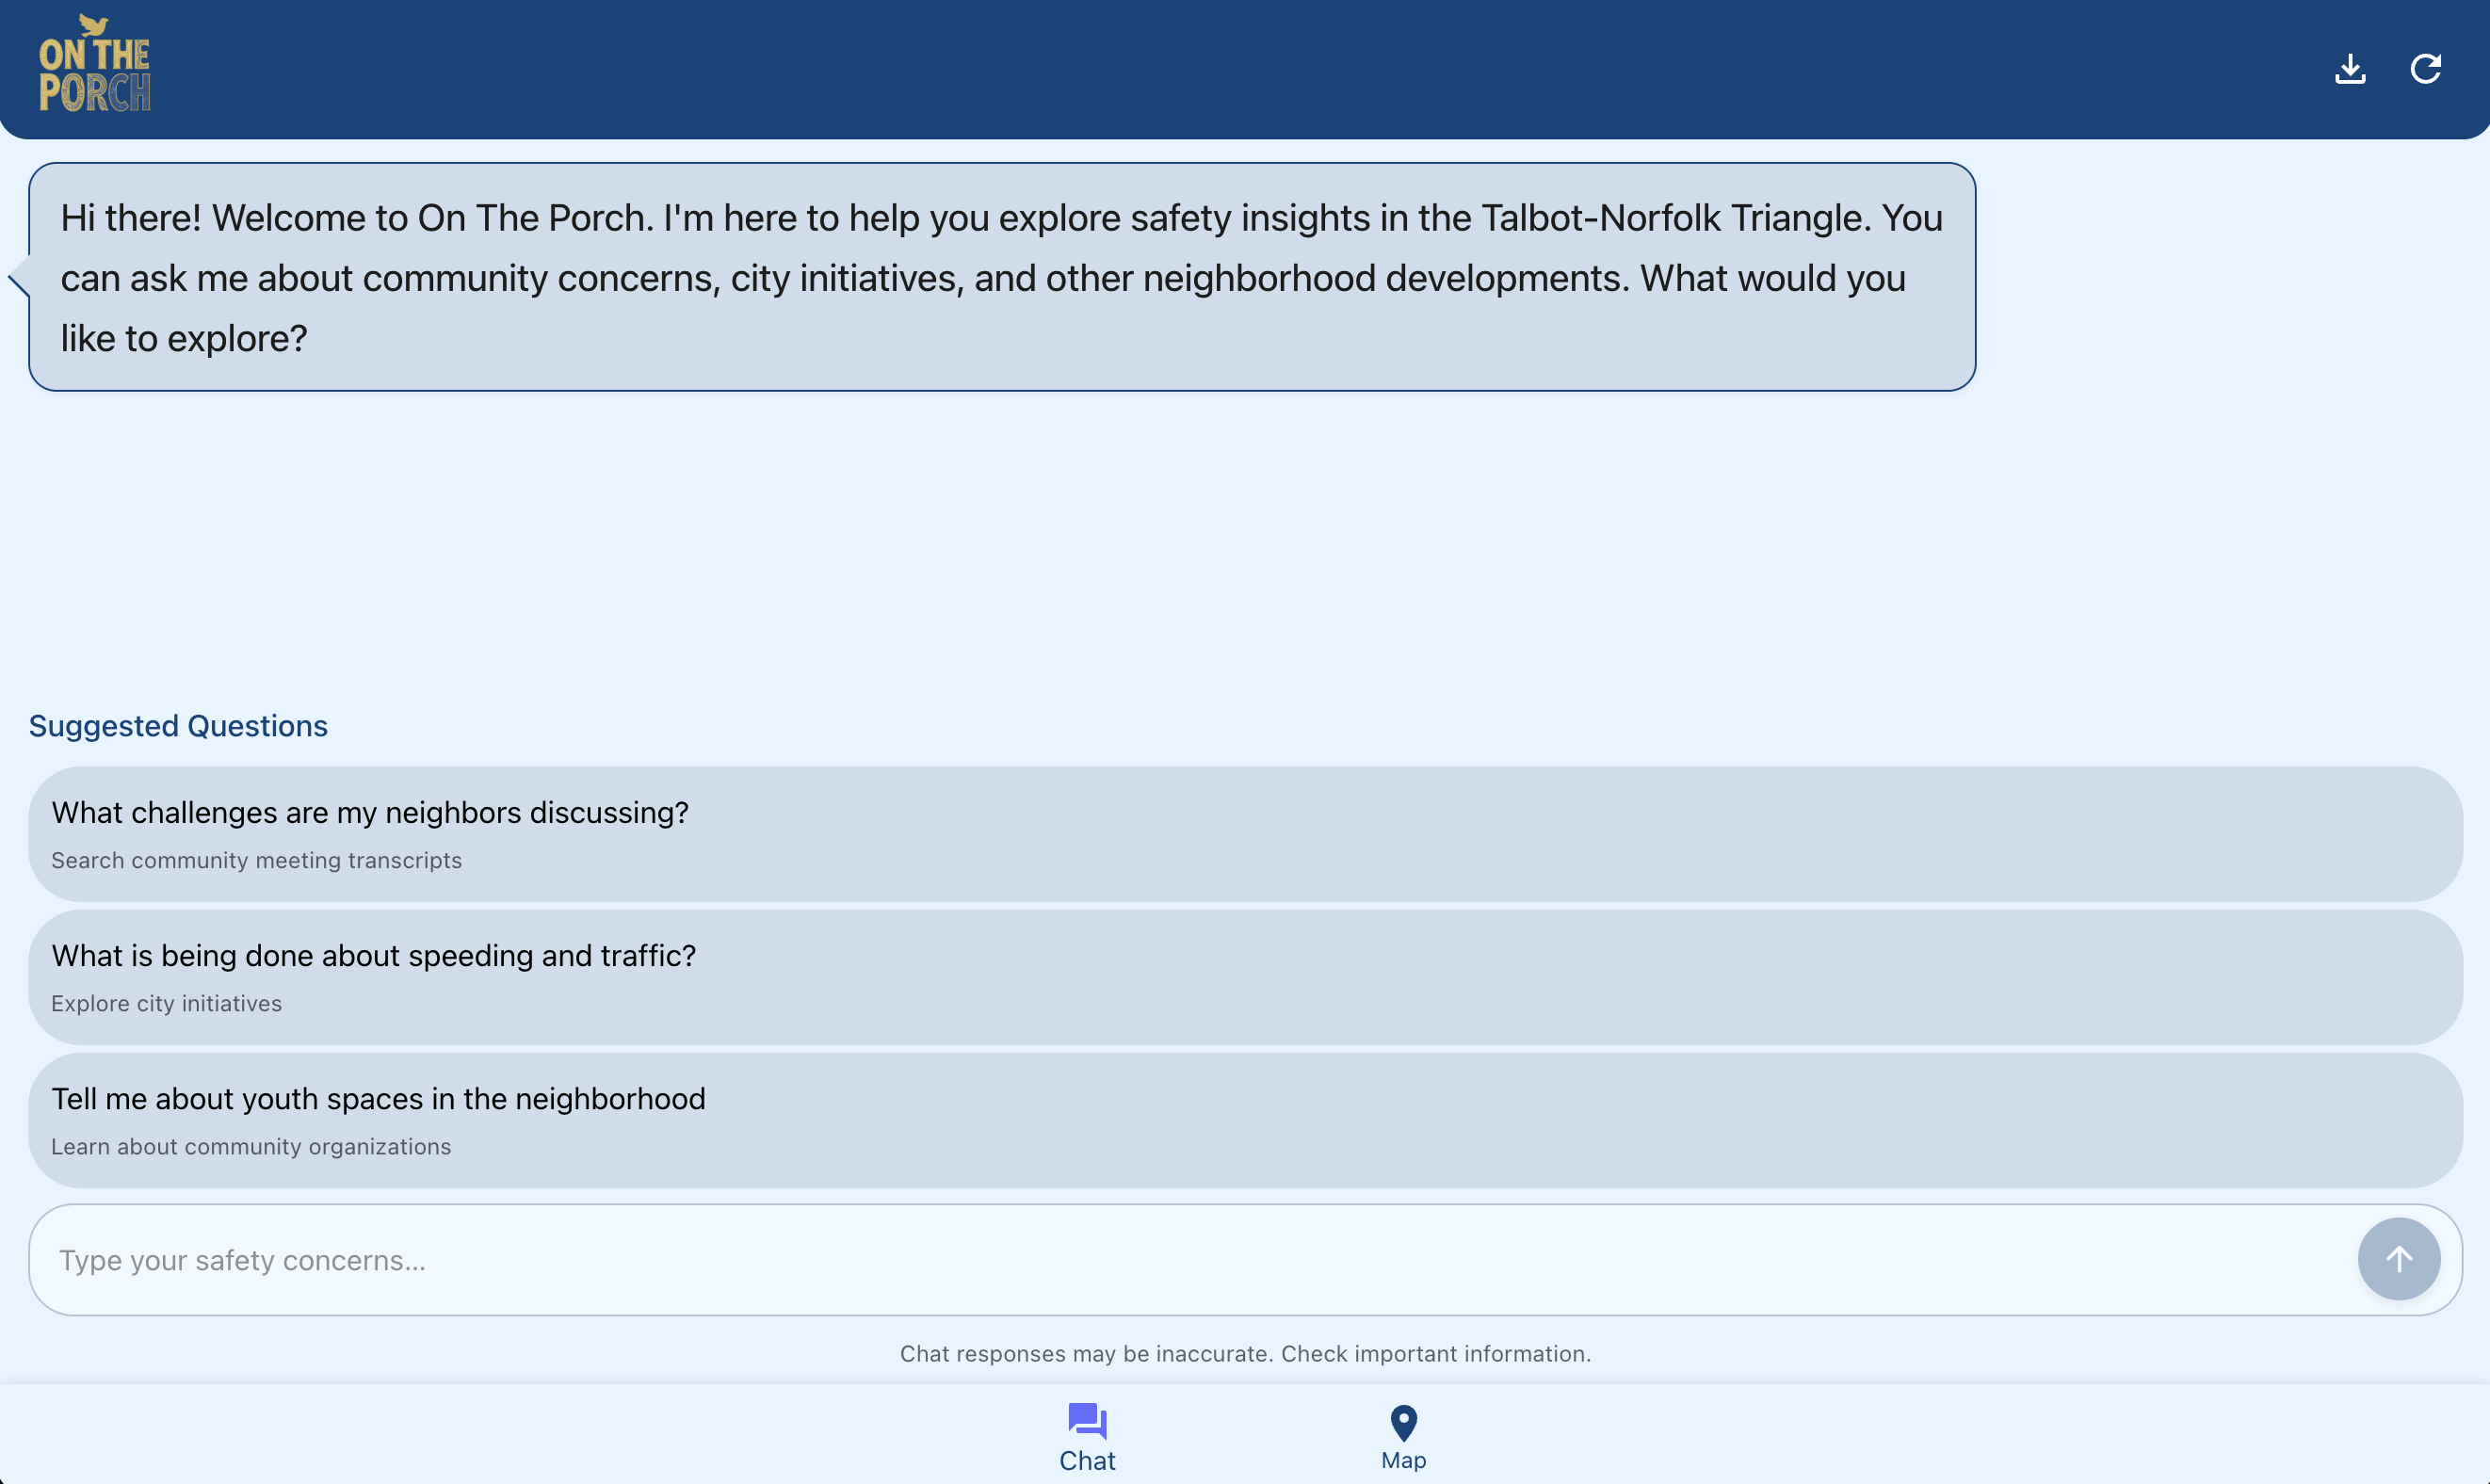 ON THE
PORCH
Hi there! Welcome to On The Porch. I'm here to help you explore safety insights in the Talbot-Norfolk Triangle. You
can ask me about community concerns, city initiatives, and other neighborhood developments. What would you
like to explore?
Suggested Questions
What challenges are my neighbors discussing?
Search community meeting transcripts
What is being done about speeding and traffic?
Explore city initiatives
Tell me about youth spaces in the neighborhood
Learn about community organizations
Type your safety concerns...
Chat responses may be inaccurate. Check important information.
Chat
Map